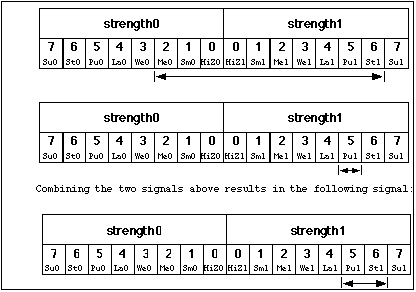 strength0 strength1
7 6 5 4 3 2 1 0 0 1 2 3 4 5 6 7
Su0 St0 Pu0 La0 We0 Me0 Sm0 HiZ0 HiZ1 Sm1 Me1 We1 La1 Pu1 St1 Su1
strength0 strength1
7 6 5 4 3 2 1 0 0 1 2 3 4 5 6 7
Su0 St0 Pu0 La0 We0 Me0 Sm0 HiZ0 HiZ1 Sm1 Me1 We1 La1 Pu1 St1 Su1
Combining the two signals above results in the following signal:
strength0 strength1
7 6 5 4 3 2 1 0 0 1 2 3 4 5 6 7
Su0 St0 Pu0 La0 We0 Me0 Sm0 HiZ0 HiZ1 Sm1 Me1 We1 La1 Pu1 St1 Su1